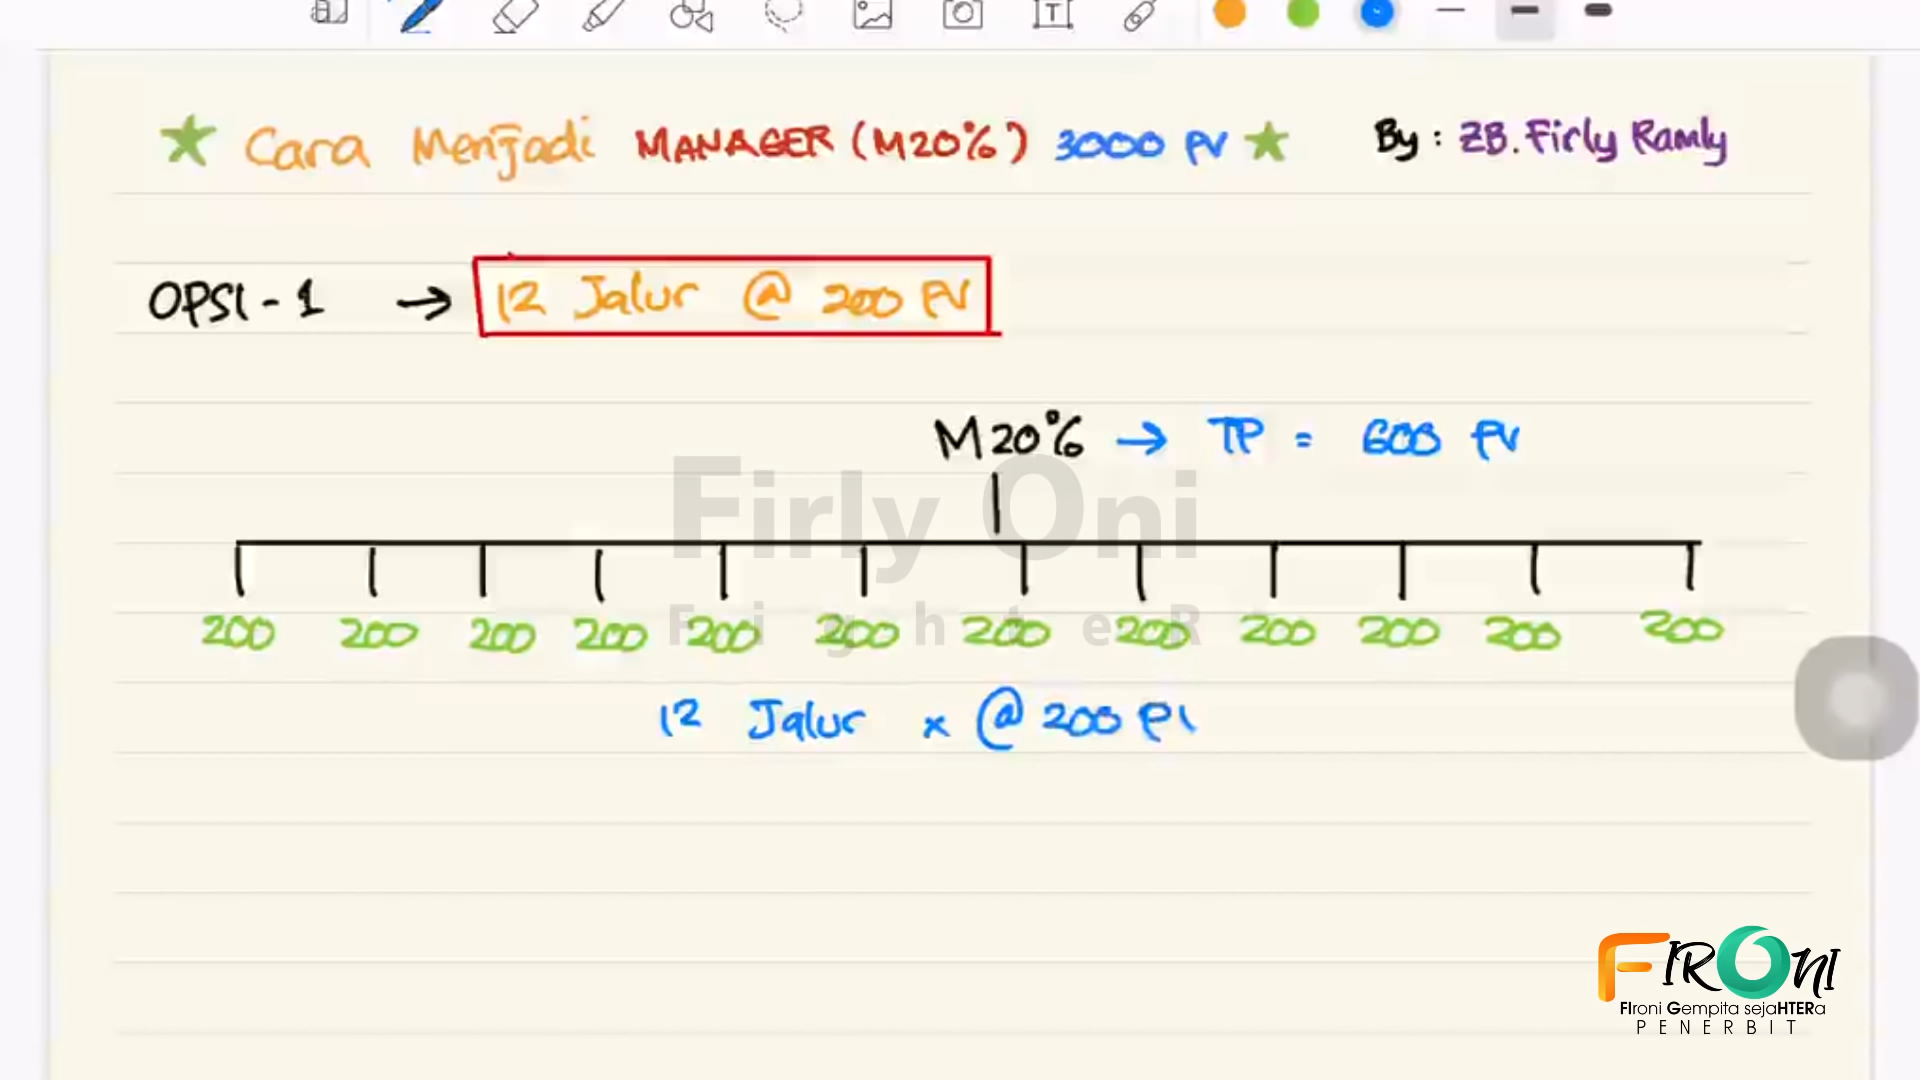 ★ Cara Menjadi MANAGER (M20%) 3000 PV ★ By : ZB. Firly Ramly
OPSI - 1 → 12 Jalur @ 200 PV
M20% → TP = 600 PV
Firly Oni
FighteR
200 200 200 200 200 200 200 200 200 200 200 200
12 Jalur x @ 200 P
FIRONI
FIroni Gempita sejaHTERa
PENERBIT